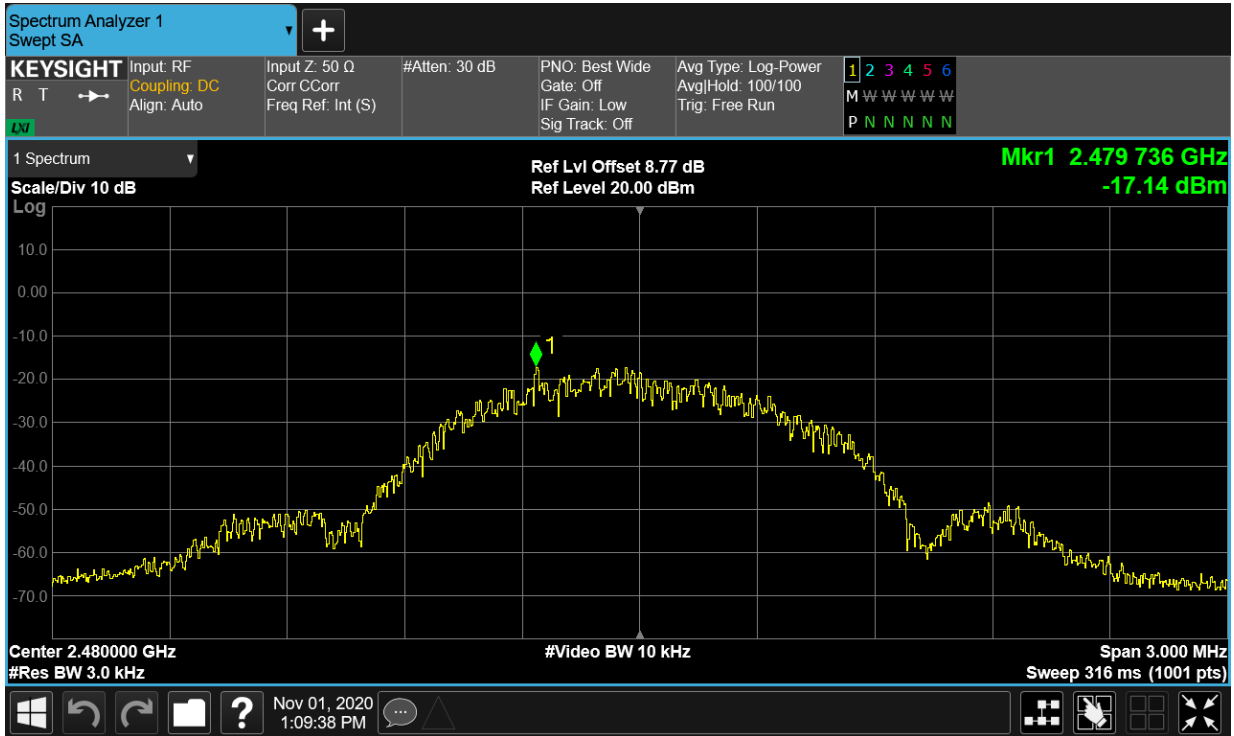 Spectrum Analyzer 1
Swept SA
KEYSIGHT
R T
LXI
Input: RF
Coupling: DC
Align: Auto
Input Z: 50 Ω
Corr CCorr
Freq Ref: Int (S)
#Atten: 30 dB
PNO: Best Wide
Gate: Off
IF Gain: Low
Sig Track: Off
Avg Type: Log-Power
Avg|Hold: 100/100
Trig: Free Run
1 2 3 4 5 6
M W W W W W
P N N N N N
1 Spectrum
Scale/Div 10 dB
Log
Ref Lvl Offset 8.77 dB
Ref Level 20.00 dBm
Mkr1 2.479 736 GHz
-17.14 dBm
10.0
0.00
-10.0
1
-20.0
-30.0
-40.0
-50.0
-60.0
-70.0
Center 2.480000 GHz
#Video BW 10 kHz
Span 3.000 MHz
#Res BW 3.0 kHz
Sweep 316 ms (1001 pts)
?
Nov 01, 2020
1:09:38 PM